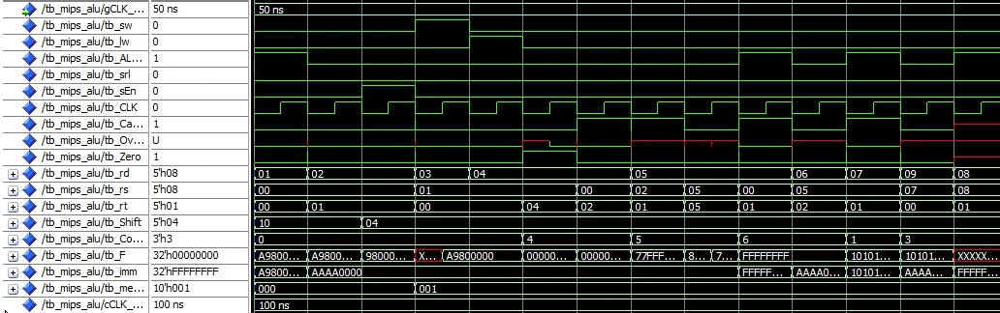 /tb_mips_alu/gCLK_... 50 ns 50 ns
/tb_mips_alu/tb_sw 0
/tb_mips_alu/tb_lw 0
/tb_mips_alu/tb_AL... 1
/tb_mips_alu/tb_srl 0
/tb_mips_alu/tb_sEn 0
/tb_mips_alu/tb_CLK 0
/tb_mips_alu/tb_Ca... 1
/tb_mips_alu/tb_Ov... U
/tb_mips_alu/tb_Zero 1
/tb_mips_alu/tb_rd 5'h08 01 02 03 04 05 06 07 09 08
/tb_mips_alu/tb_rs 5'h08 00 01 00 02 05 00 05 07 08
/tb_mips_alu/tb_rt 5'h01 00 01 00 04 02 01 05 01 02 01 00 01
/tb_mips_alu/tb_Shift 5'h04 10 04
/tb_mips_alu/tb_Co... 3'h3 0 4 5 6 1 3
/tb_mips_alu/tb_F 32'h00000000 A9800... A9800... 98000... X... A9800000 00000... 00000... 77FFF... 8... 7... FFFFFFFF 10101... 10101... XXXXX...
/tb_mips_alu/tb_imm 32'hFFFFFFFF A9800... AAAA0000 FFFFF... AAAA0... 10101... AAAA... FFFFF...
/tb_mips_alu/tb_me... 10'h001 000 001
/tb_mips_alu/cCLK_... 100 ns 100 ns